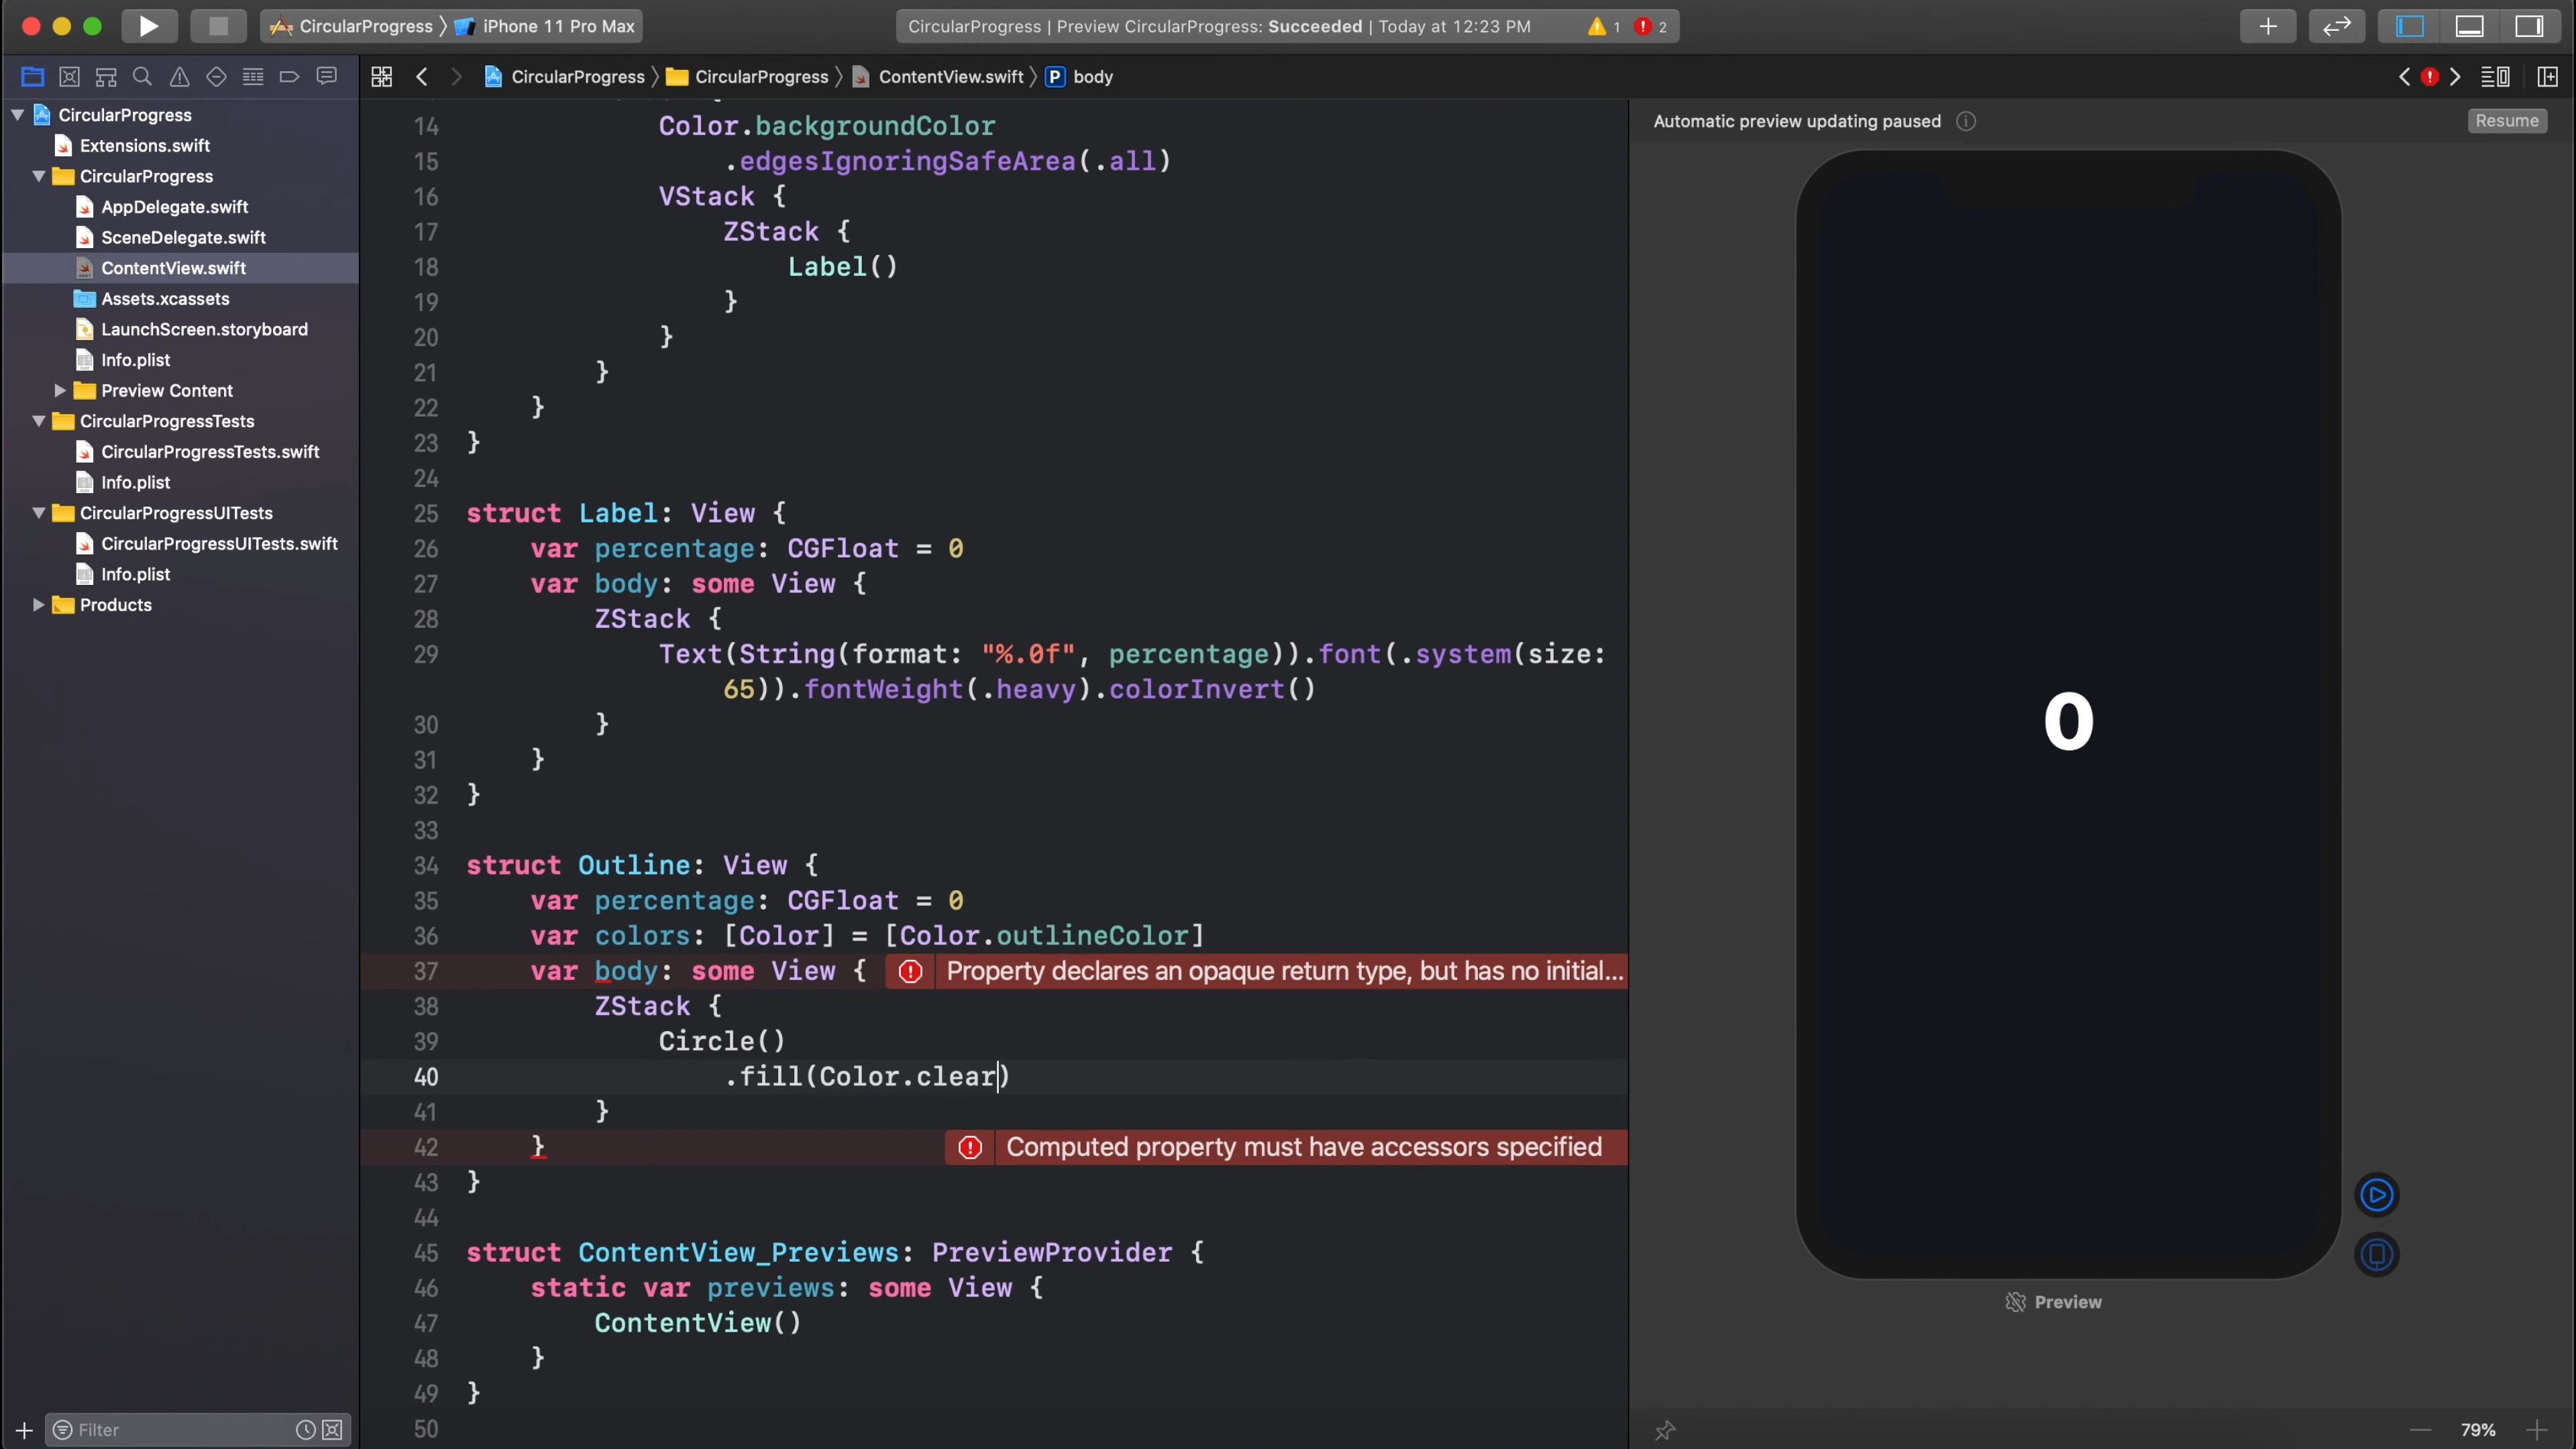 CircularProgress
iPhone 11 Pro Max
CircularProgress | Preview CircularProgress: Succeeded | Today at 12:23 PM
1
2
CircularProgress
CircularProgress
ContentView.swift
P
body
CircularProgress
Extensions.swift
CircularProgress
AppDelegate.swift
SceneDelegate.swift
ContentView.swift
Assets.xcassets
LaunchScreen.storyboard
Info.plist
Preview Content
CircularProgressTests
CircularProgressTests.swift
Info.plist
CircularProgressUITests
CircularProgressUITests.swift
Info.plist
Products
Filter
14 Color.backgroundColor
15 .edgesIgnoringSafeArea(.all)
16 VStack {
17 ZStack {
18 Label()
19 }
20 }
21 }
22 }
23 }
24
25 struct Label: View {
26 var percentage: CGFloat = 0
27 var body: some View {
28 ZStack {
29 Text(String(format: "%.0f", percentage)).font(.system(size:
65)).fontWeight(.heavy).colorInvert()
30 }
31 }
32 }
33
34 struct Outline: View {
35 var percentage: CGFloat = 0
36 var colors: [Color] = [Color.outlineColor]
37 var body: some View { Property declares an opaque return type, but has no initial...
38 ZStack {
39 Circle()
40 .fill(Color.clear)
41 }
42 } Computed property must have accessors specified
43 }
44
45 struct ContentView_Previews: PreviewProvider {
46 static var previews: some View {
47 ContentView()
48 }
49 }
50
Automatic preview updating paused
Resume
0
Preview
79%